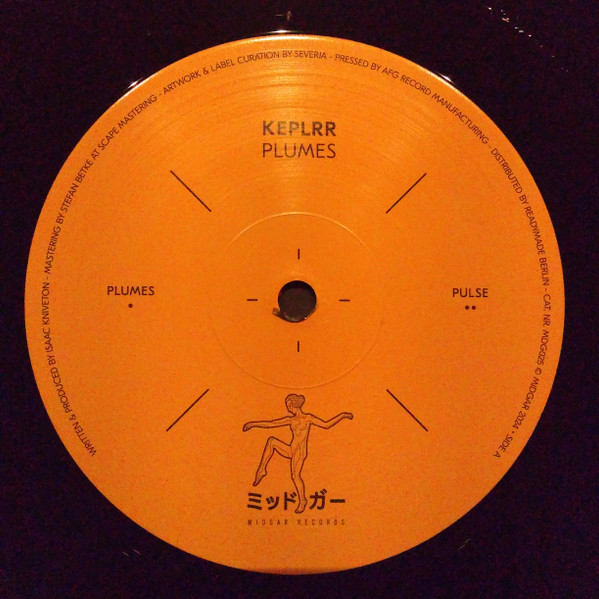 KEPLRR
PLUMES
PLUMES
PULSE
ミッドガー
MIDGAR RECORDS
WRITTEN & PRODUCED BY ISAAC KNIVETON - MASTERING BY STEFAN BETKE AT SCAPE MASTERING - ARTWORK & LABEL CURATION BY SEVERIA - PRESSED BY AFG RECORD MANUFACTURING - DISTRIBUTED BY READYMADE BERLIN - CAT. NR. MDG025 © MIDGAR 2024 • SIDE A